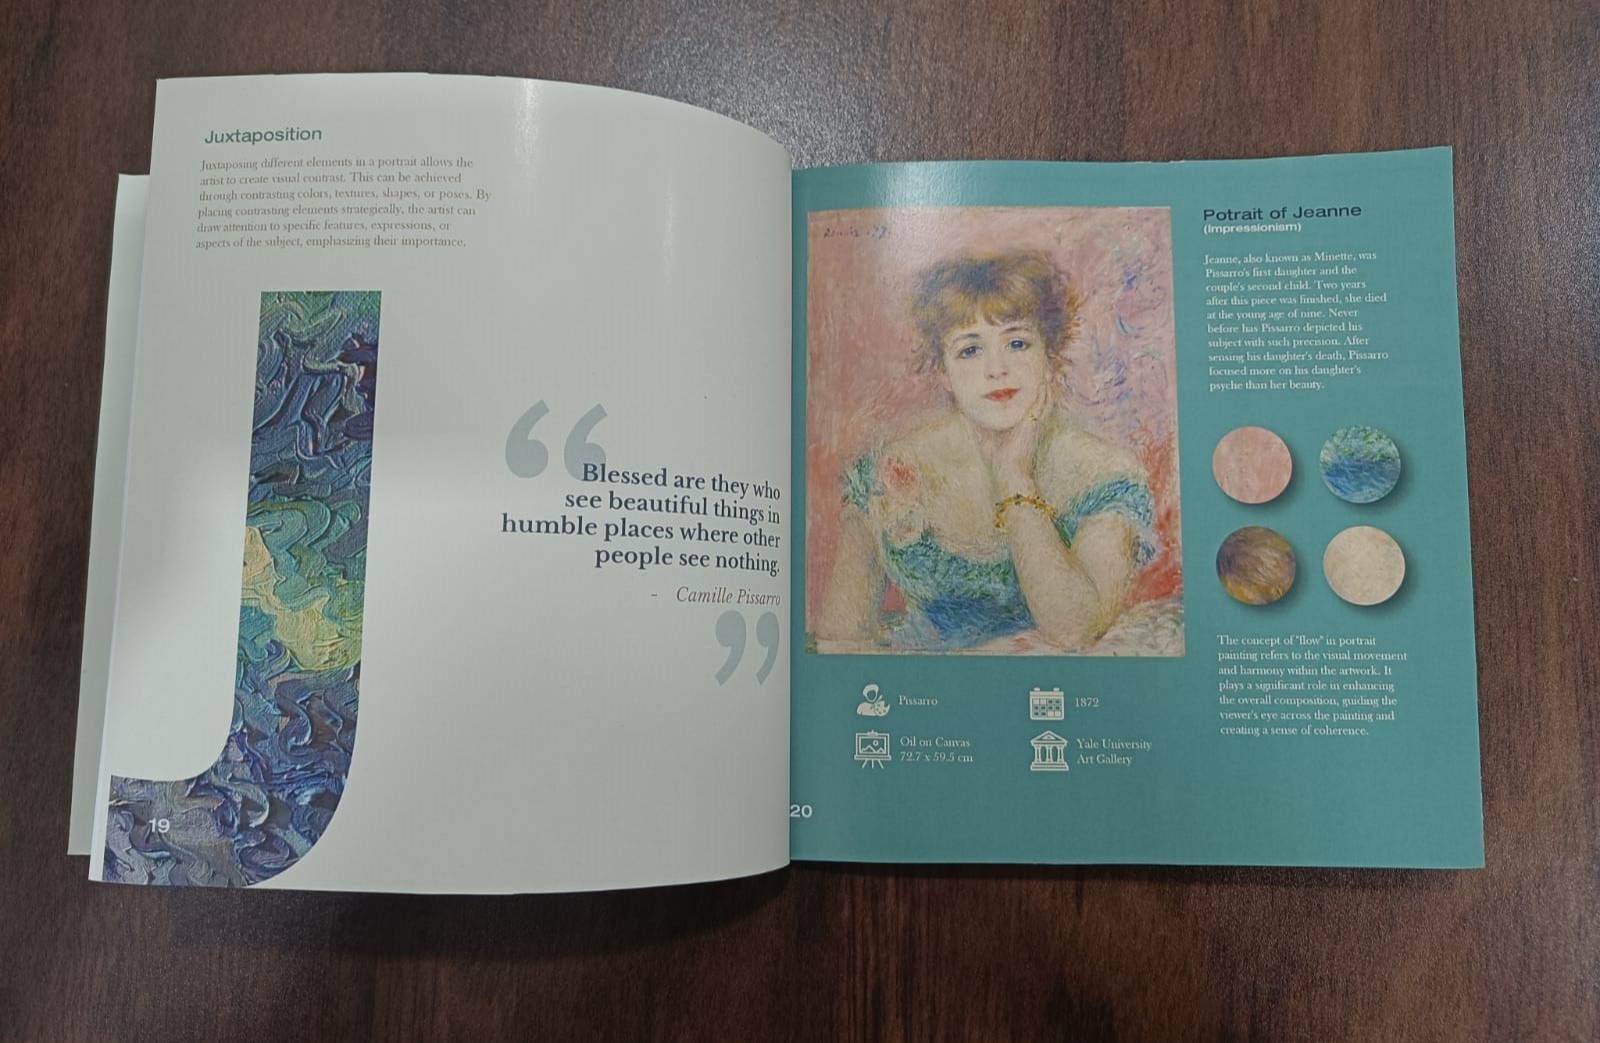 Juxtaposition
Juxtaposing different elements in a portrait allows the
artist to create visual contrast. This can be achieved
through contrasting colors, textures, shapes, or poses. By
placing contrasting elements strategically, the artist can
draw attention to specific features, expressions, or
aspects of the subject, emphasizing their importance.
J
“
Blessed are they who
see beautiful things in
humble places where other
people see nothing.
- Camille Pissarro
”
19
Renoir. 77.
Pissarro
1872
Oil on Canvas
72.7 x 59.5 cm
Yale University
Art Gallery
20
Potrait of Jeanne
(Impressionism)
Jeanne, also known as Minette, was
Pissarro's first daughter and the
couple's second child. Two years
after this piece was finished, she died
at the young age of nine. Never
before has Pissarro depicted his
subject with such precision. After
sensing his daughter's death, Pissarro
focused more on his daughter's
psyche than her beauty.
The concept of "flow" in portrait
painting refers to the visual movement
and harmony within the artwork. It
plays a significant role in enhancing
the overall composition, guiding the
viewer's eye across the painting and
creating a sense of coherence.